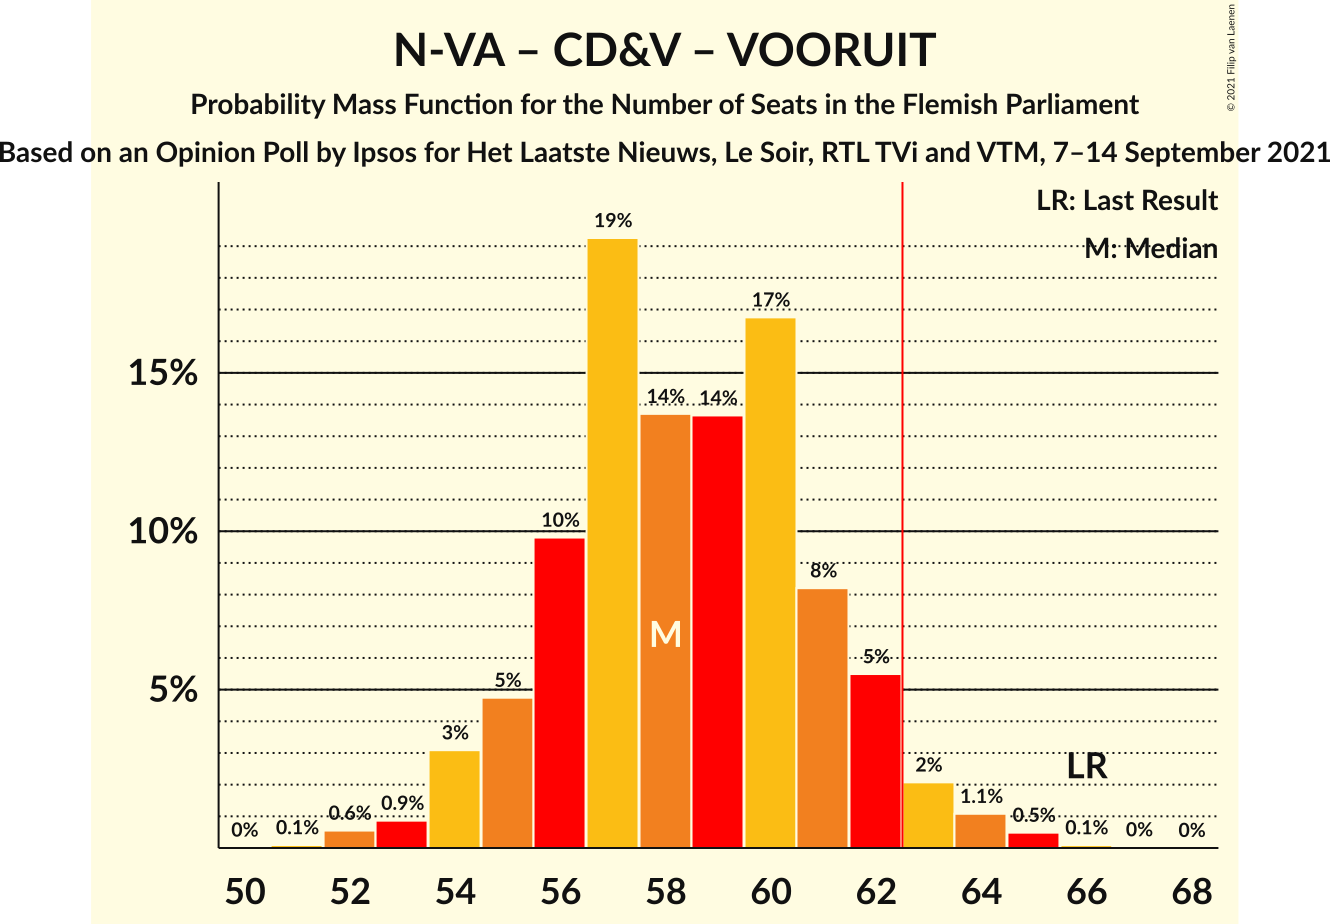 N-VA – CD&V – VOORUIT
Probability Mass Function for the Number of Seats in the Flemish Parliament
Based on an Opinion Poll by Ipsos for Het Laatste Nieuws, Le Soir, RTL TVi and VTM, 7–14 September 2021
© 2021 Filip van Laenen
LR: Last Result
M: Median
19%
17%
15%
14% 14%
10%
10%
8%
M
5%
5%
5%
3%
LR
2%
1.1%
0.9%
0.6%
0.5%
0% 0.1% 0.1% 0% 0%
50 52 54 56 58 60 62 64 66 68